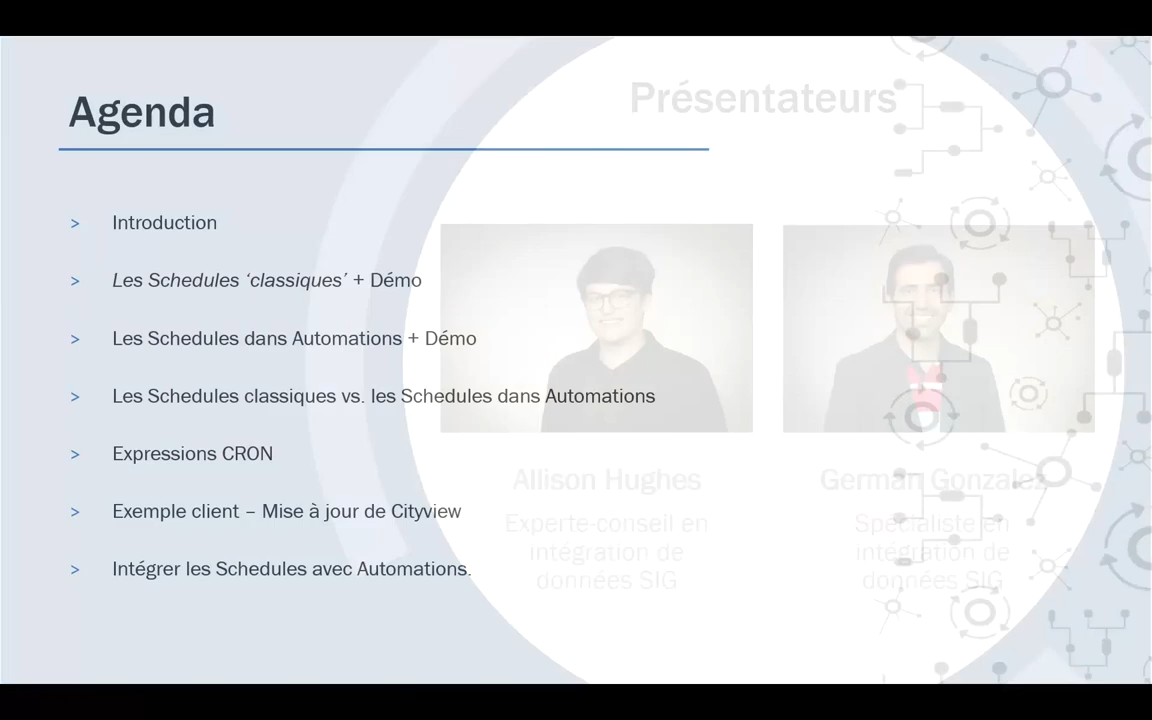 Agenda
> Introduction
> Les Schedules ‘classiques’ + Démo
> Les Schedules dans Automations + Démo
> Les Schedules classiques vs. les Schedules dans Automations
> Expressions CRON
> Exemple client – Mise à jour de Cityview
> Intégrer les Schedules avec Automations.
Présentateurs
Allison Hughes
Experte-conseil en
intégration de
données SIG
German Gonzalez
Spécialiste en
intégration de
données SIG